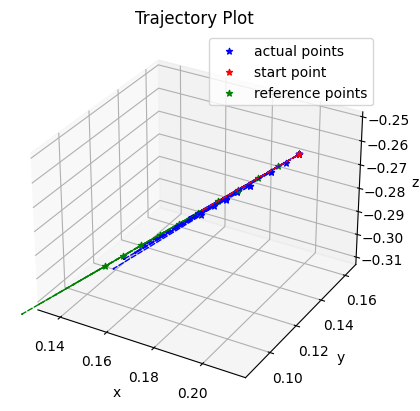 Trajectory Plot
actual points
start point
reference points
−0.25
−0.26
−0.27
−0.28
−0.29
−0.30
−0.31
z
0.16
0.14
0.12
0.10
y
0.14
0.16
0.18
0.20
x